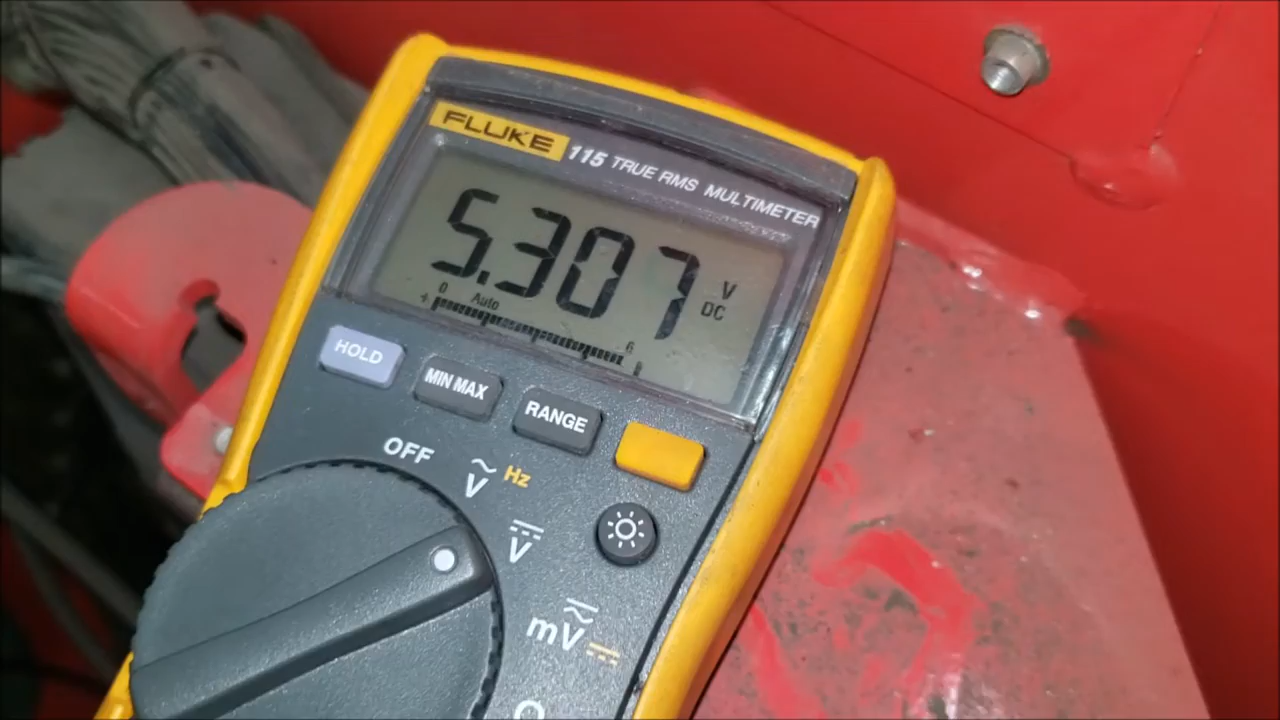 FLUKE 115 TRUE RMS MULTIMETER
5.307 V DC
0 Auto 6
HOLD
MIN MAX
RANGE
OFF
V Hz
V
mV
Ω